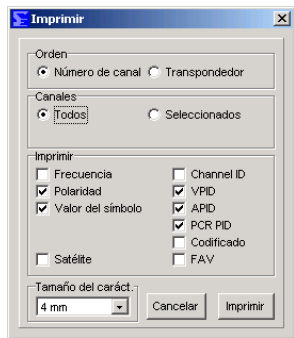 Imprimir
Orden
Número de canal Transpondedor
Canales
Todos Seleccionados
Imprimir
Frecuencia Channel ID
Polaridad VPID
Valor del símbolo APID
PCR PID
Codificado
Satélite FAV
Tamaño del caráct.
4 mm Cancelar Imprimir